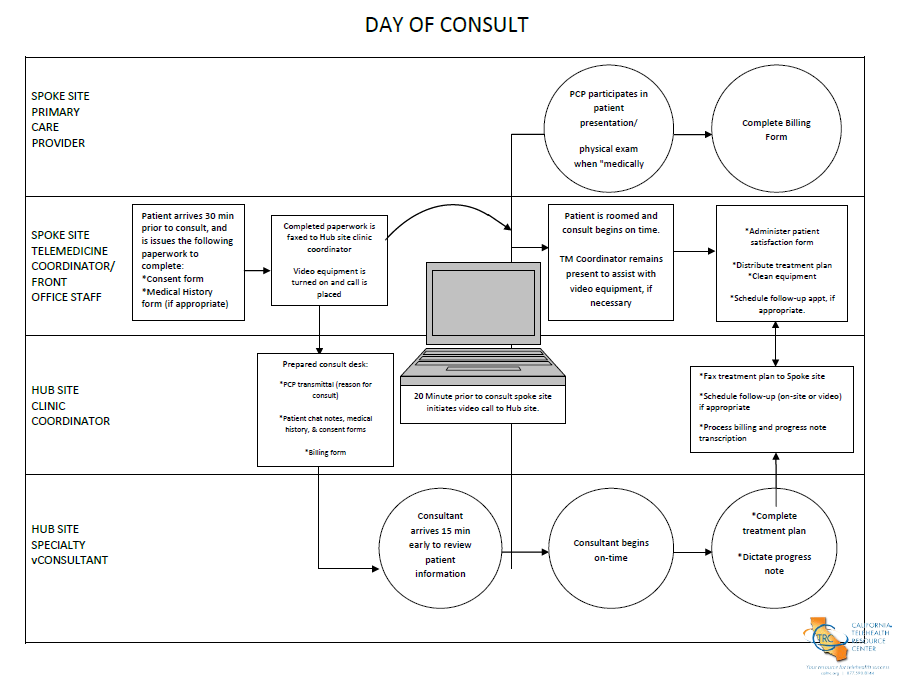 DAY OF CONSULT
SPOKE SITE
PRIMARY
CARE
PROVIDER
PCP participates in
patient
presentation/
physical exam
when "medically
Complete Billing
Form
SPOKE SITE
TELEMEDICINE
COORDINATOR/
FRONT
OFFICE STAFF
Patient arrives 30 min
prior to consult, and
is issues the following
paperwork to
complete:
*Consent form
*Medical History
form (if appropriate)
Completed paperwork is
faxed to Hub site clinic
coordinator
Video equipment is
turned on and call is
placed
Patient is roomed and
consult begins on time.
TM Coordinator remains
present to assist with
video equipment, if
necessary
*Administer patient
satisfaction form
*Distribute treatment plan
*Clean equipment
*Schedule follow-up appt, if
appropriate.
HUB SITE
CLINIC
COORDINATOR
Prepared consult desk:
*PCP transmittal (reason for
consult)
*Patient chat notes, medical
history, & consent forms
*Billing form
20 Minute prior to consult spoke site
initiates video call to Hub site.
*Fax treatment plan to Spoke site
*Schedule follow-up (on-site or video)
if appropriate
*Process billing and progress note
transcription
HUB SITE
SPECIALTY
vCONSULTANT
Consultant
arrives 15 min
early to review
patient
information
Consultant begins
on-time
*Complete
treatment plan
*Dictate progress
note
CTRC
CALIFORNIA
TELEHEALTH
RESOURCE
CENTER